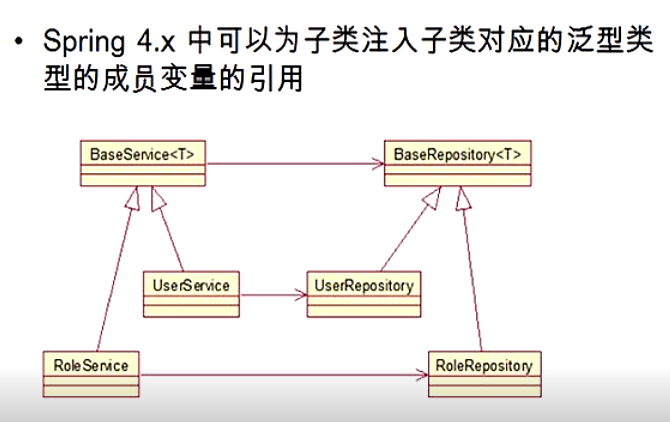 • Spring 4.x 中可以为子类注入子类对应的泛型类
型的成员变量的引用
BaseService<T>
BaseRepository<T>
UserService
UserRepository
RoleService
RoleRepository